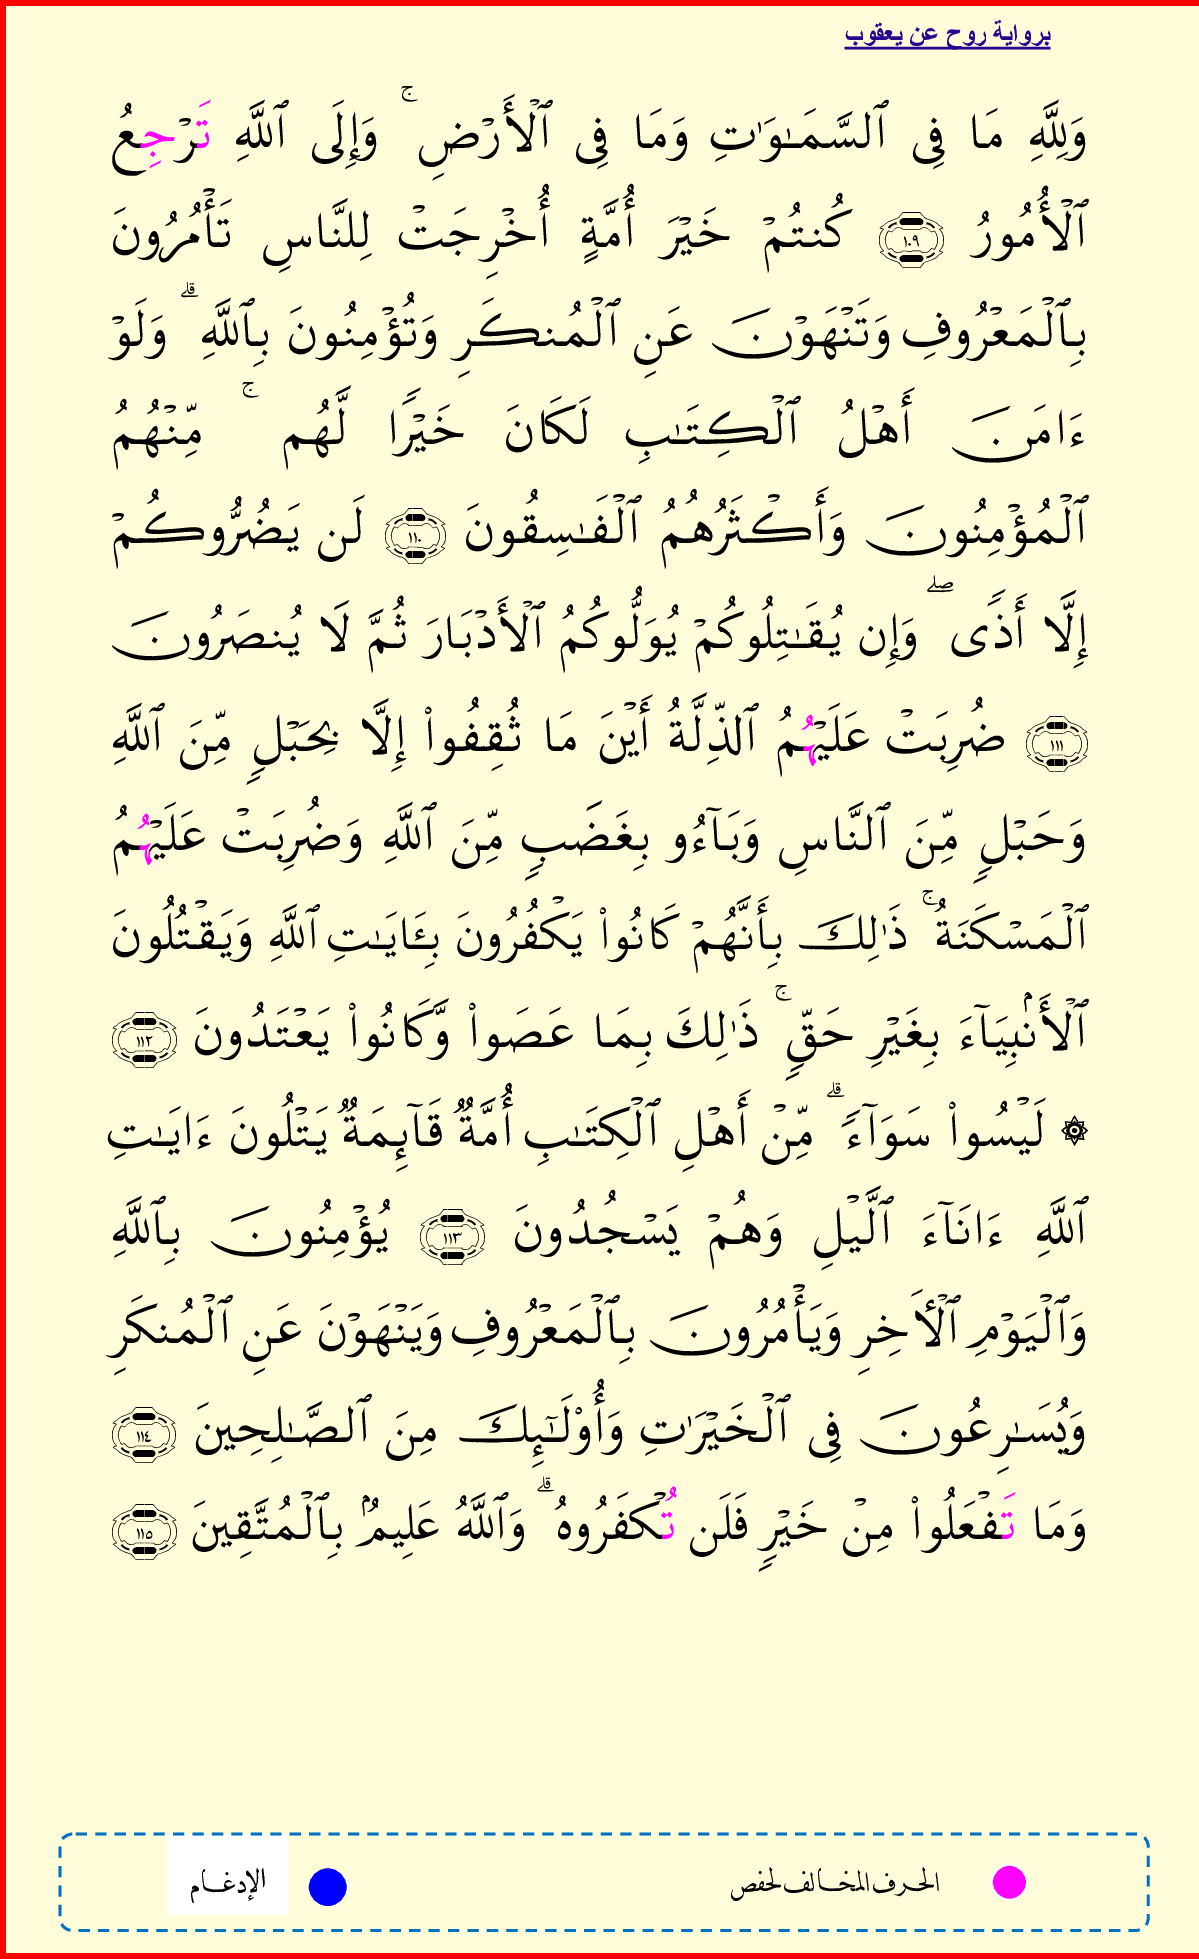 برواية روح عن يعقوب
وَلِلَّهِ مَا فِى ٱلسَّمَـٰوَٰتِ وَمَا فِى ٱلْأَرْضِ ۚ وَإِلَى ٱللَّهِ تَرْجِعُ
ٱلْأُمُورُ ١٠٩ كُنتُمْ خَيْرَ أُمَّةٍ أُخْرِجَتْ لِلنَّاسِ تَأْمُرُونَ
بِٱلْمَعْرُوفِ وَتَنْهَوْنَ عَنِ ٱلْمُنكَرِ وَتُؤْمِنُونَ بِٱللَّهِ ۗ وَلَوْ
ءَامَنَ أَهْلُ ٱلْكِتَـٰبِ لَكَانَ خَيْرًا لَّهُم ۚ مِّنْهُمُ
ٱلْمُؤْمِنُونَ وَأَكْثَرُهُمُ ٱلْفَـٰسِقُونَ ١١٠ لَن يَضُرُّوكُمْ
إِلَّا أَذًى ۖ وَإِن يُقَـٰتِلُوكُمْ يُوَلُّوكُمُ ٱلْأَدْبَارَ ثُمَّ لَا يُنصَرُونَ
١١١ ضُرِبَتْ عَلَيْهُمُ ٱلذِّلَّةُ أَيْنَ مَا ثُقِفُوا۟ إِلَّا بِحَبْلٍ مِّنَ ٱللَّهِ
وَحَبْلٍ مِّنَ ٱلنَّاسِ وَبَآءُو بِغَضَبٍ مِّنَ ٱللَّهِ وَضُرِبَتْ عَلَيْهُمُ
ٱلْمَسْكَنَةُ ۚ ذَٰلِكَ بِأَنَّهُمْ كَانُوا۟ يَكْفُرُونَ بِـَٔايَـٰتِ ٱللَّهِ وَيَقْتُلُونَ
ٱلْأَنۢبِيَآءَ بِغَيْرِ حَقٍّ ۚ ذَٰلِكَ بِمَا عَصَوا۟ وَّكَانُوا۟ يَعْتَدُونَ ١١٢
۞ لَيْسُوا۟ سَوَآءً ۗ مِّنْ أَهْلِ ٱلْكِتَـٰبِ أُمَّةٌ قَآئِمَةٌ يَتْلُونَ ءَايَـٰتِ
ٱللَّهِ ءَانَآءَ ٱلَّيْلِ وَهُمْ يَسْجُدُونَ ١١٣ يُؤْمِنُونَ بِٱللَّهِ
وَٱلْيَوْمِ ٱلْـَٔاخِرِ وَيَأْمُرُونَ بِٱلْمَعْرُوفِ وَيَنْهَوْنَ عَنِ ٱلْمُنكَرِ
وَيُسَـٰرِعُونَ فِى ٱلْخَيْرَٰتِ وَأُو۟لَـٰٓئِكَ مِنَ ٱلصَّـٰلِحِينَ ١١٤
وَمَا تَفْعَلُوا۟ مِنْ خَيْرٍ فَلَن تُكْفَرُوهُ ۗ وَٱللَّهُ عَلِيمٌۢ بِٱلْمُتَّقِينَ ١١٥
الحرف المخالف لحفص
الإدغام